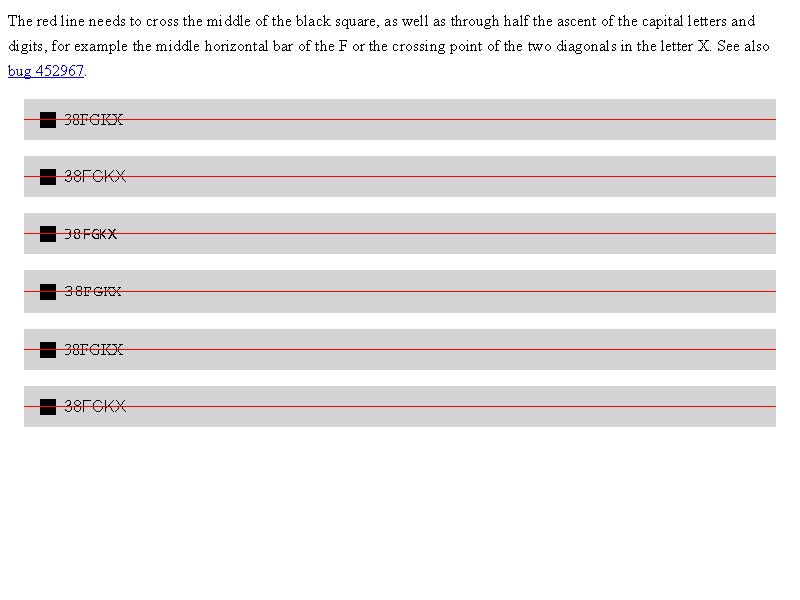 The red line needs to cross the middle of the black square, as well as through half the ascent of the capital letters and
digits, for example the middle horizontal bar of the F or the crossing point of the two diagonals in the letter X. See also
bug 452967.
38FGKX
38FGKX
38FGKX
38FGKX
38FGKX
38FGKX